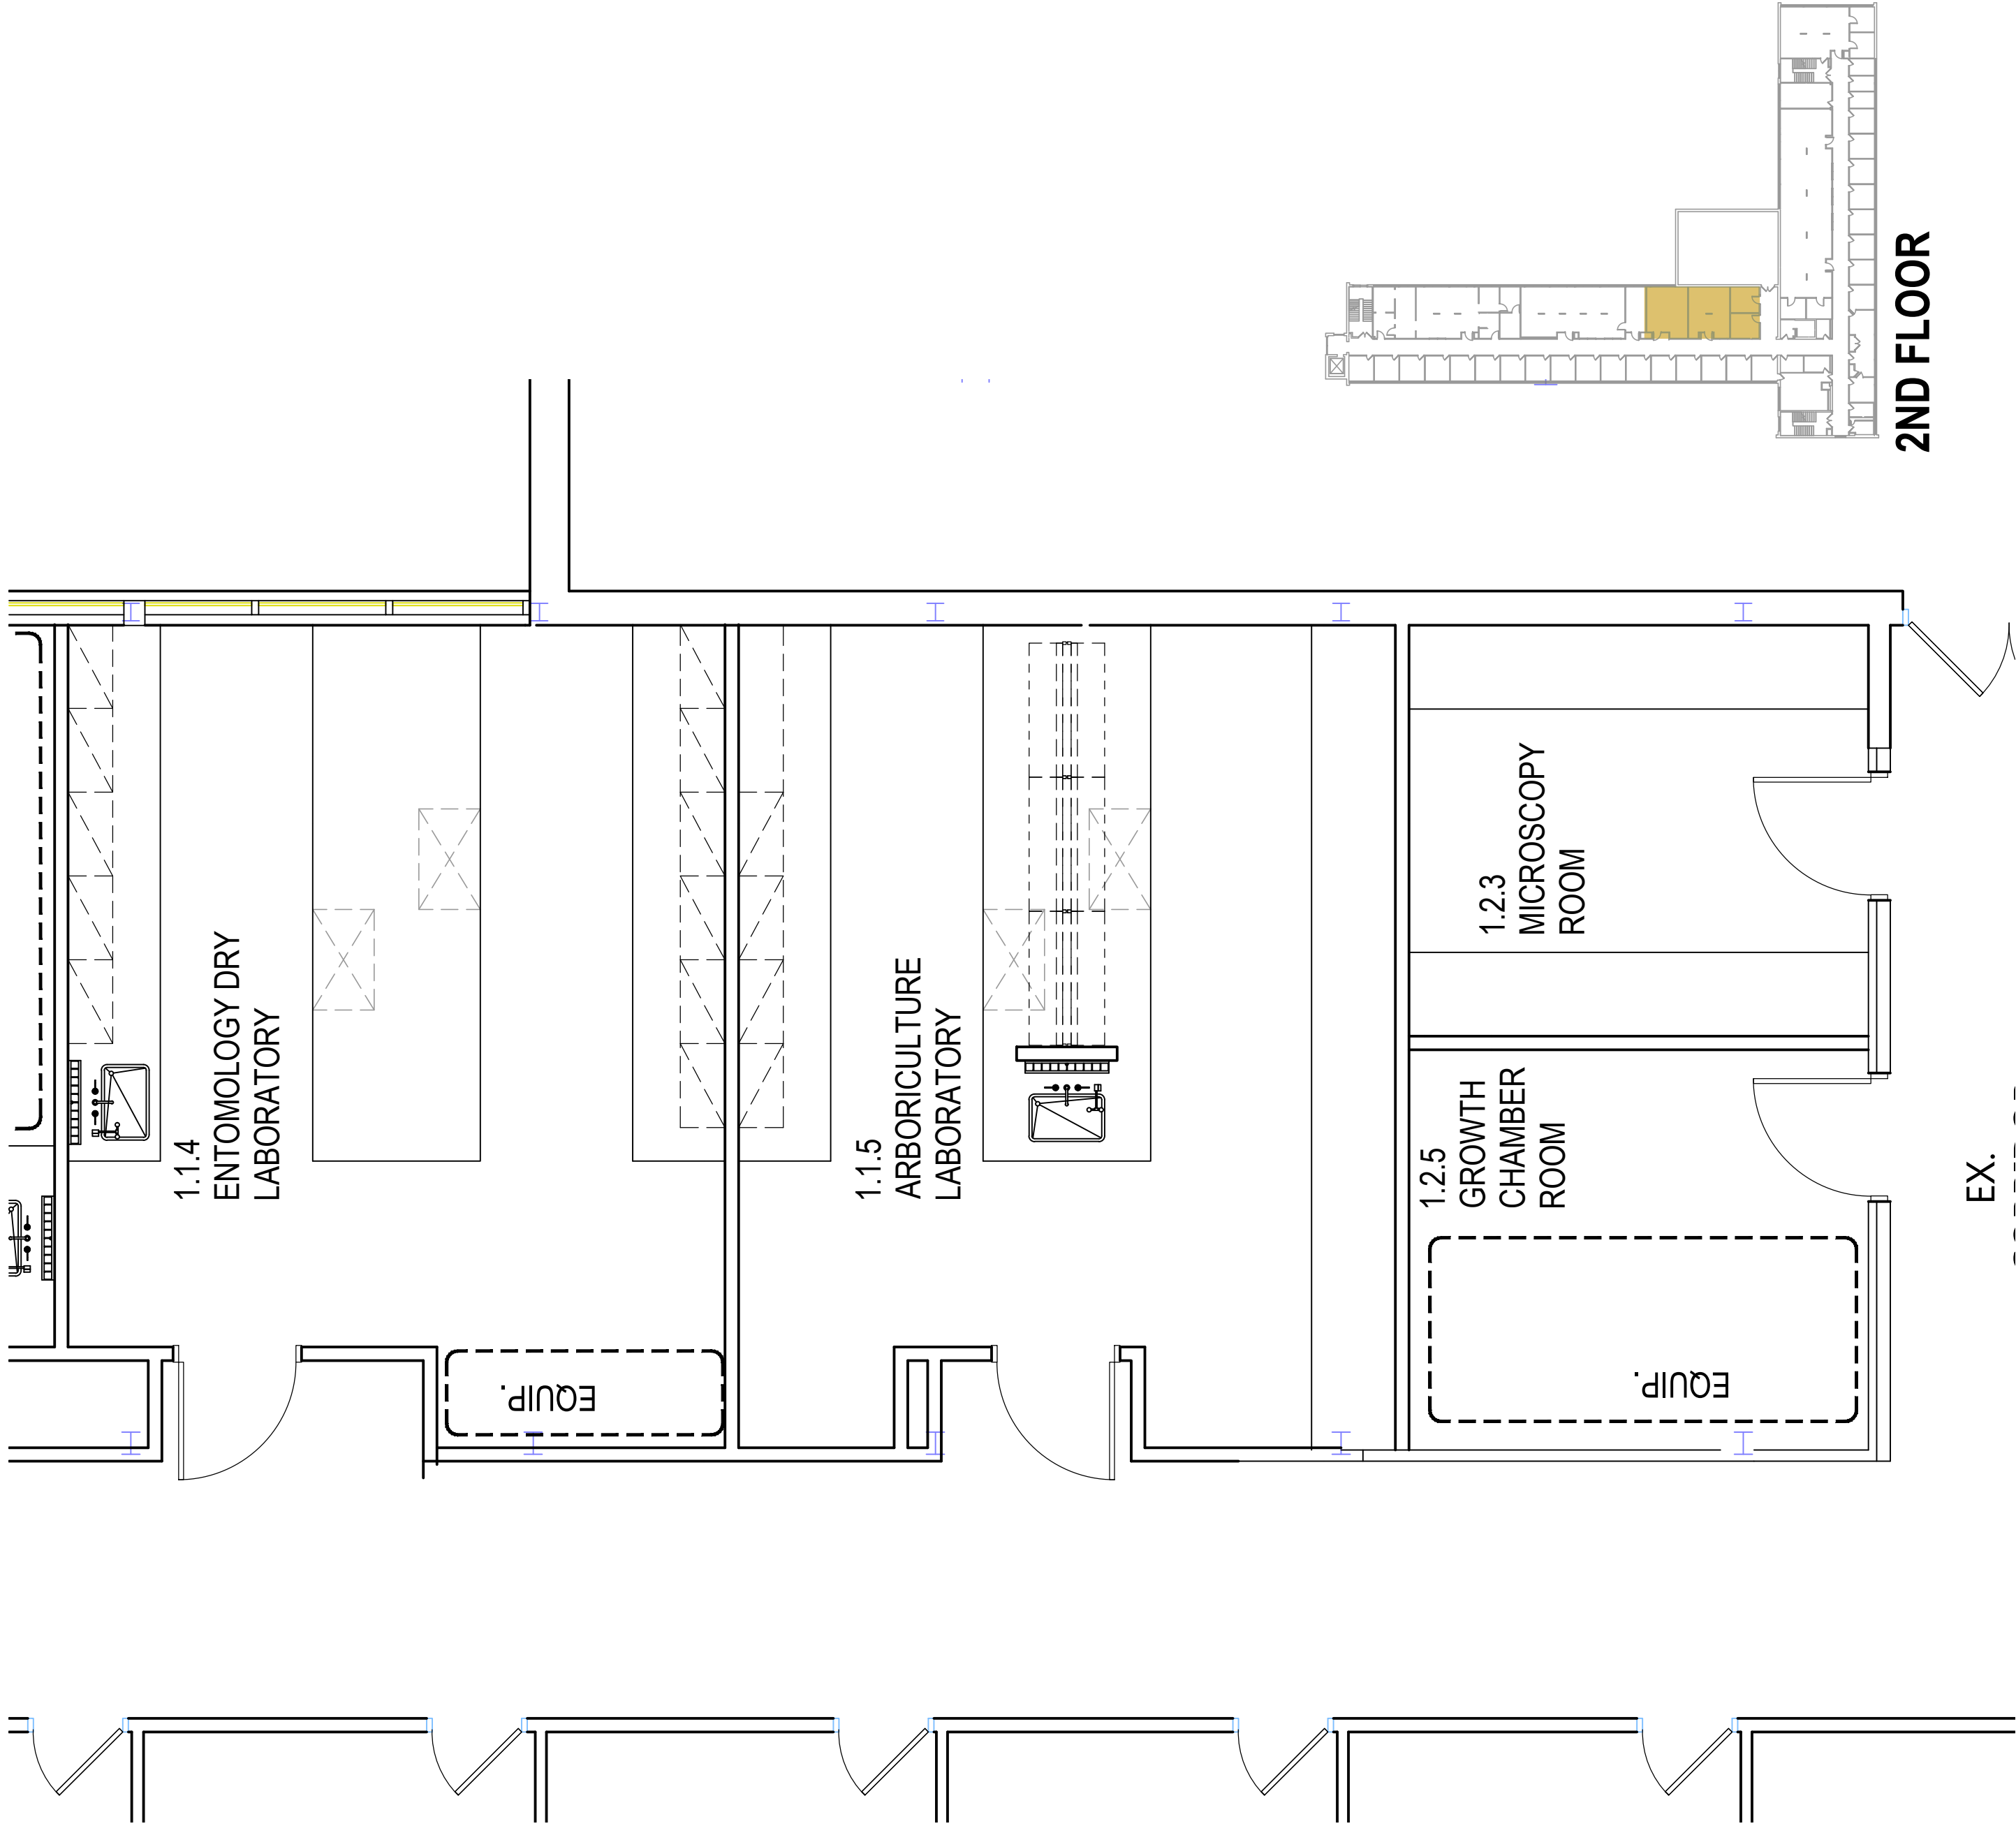 2ND FLOOR
1.1.4
ENTOMOLOGY DRY
LABORATORY
1.1.5
ARBORICULTURE
LABORATORY
1.2.3
MICROSCOPY
ROOM
1.2.5
GROWTH
CHAMBER
ROOM
EQUIP.
EQUIP.
EX.